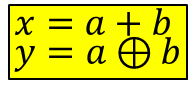 x = a + b
y = a ⊕ b